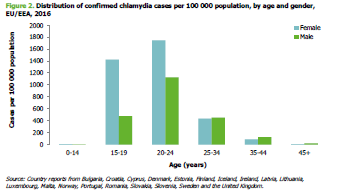 Figure 2. Distribution of confirmed chlamydia cases per 100 000 population, by age and gender,
EU/EEA, 2016
Cases per 100 000 population
2000
1800
1600
1400
1200
1000
800
600
400
200
0
Female
Male
0-14 15-19 20-24 25-34 35-44 45+
Age (years)
Source: Country reports from Bulgaria, Croatia, Cyprus, Denmark, Estonia, Finland, Iceland, Ireland, Latvia, Lithuania,
Luxembourg, Malta, Norway, Portugal, Romania, Slovakia, Slovenia, Sweden and the United Kingdom.